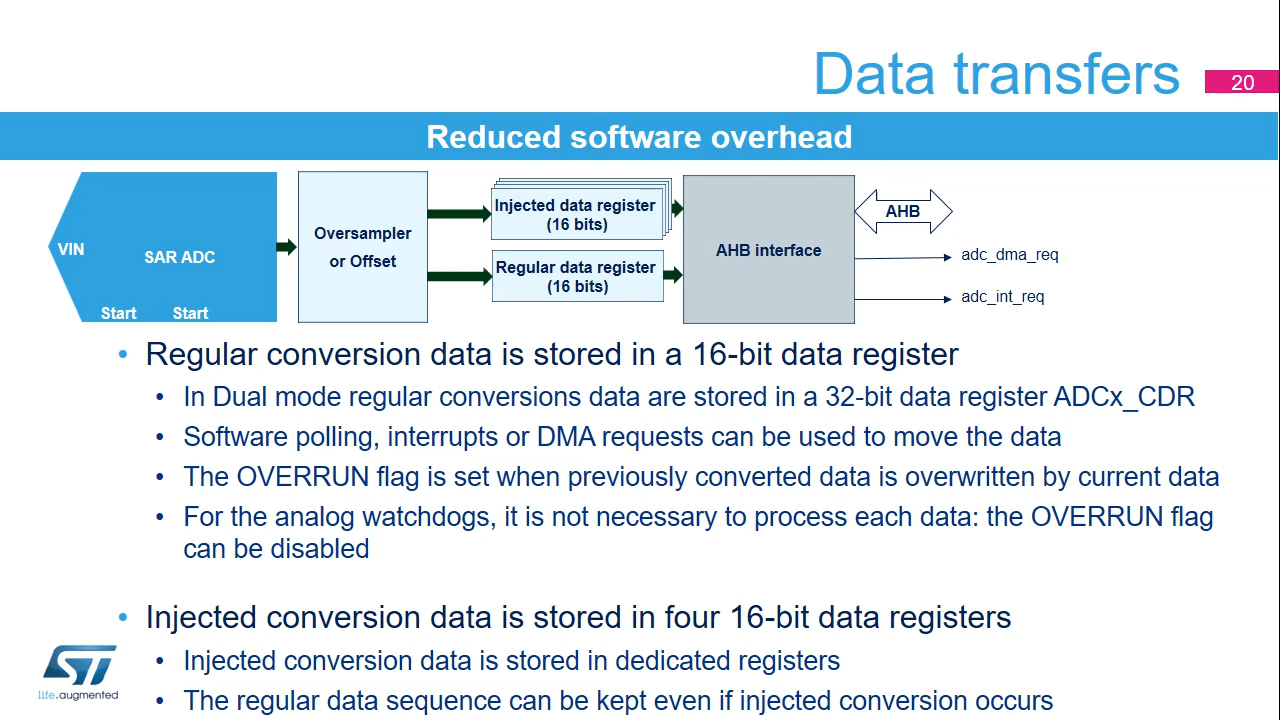 Data transfers
20
Reduced software overhead
VIN
SAR ADC
Start
Start
Oversampler
or Offset
Injected data register
(16 bits)
Regular data register
(16 bits)
AHB interface
AHB
adc_dma_req
adc_int_req
• Regular conversion data is stored in a 16-bit data register
• In Dual mode regular conversions data are stored in a 32-bit data register ADCx_CDR
• Software polling, interrupts or DMA requests can be used to move the data
• The OVERRUN flag is set when previously converted data is overwritten by current data
• For the analog watchdogs, it is not necessary to process each data: the OVERRUN flag
can be disabled
• Injected conversion data is stored in four 16-bit data registers
• Injected conversion data is stored in dedicated registers
• The regular data sequence can be kept even if injected conversion occurs
ST
life.augmented